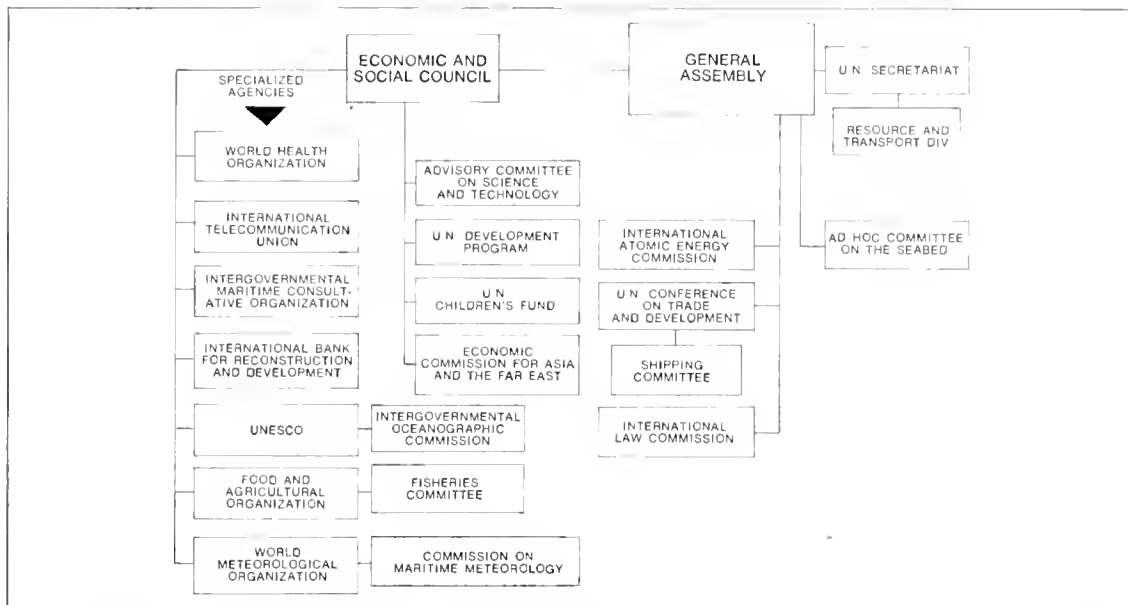 ECONOMIC AND
SOCIAL COUNCIL
GENERAL
ASSEMBLY
U N SECRETARIAT
RESOURCE AND
TRANSPORT DIV
SPECIALIZED
AGENCIES
WORLD HEALTH
ORGANIZATION
INTERNATIONAL
TELECOMMUNICATION
UNION
INTERGOVERNMENTAL
MARITIME CONSULT-
ATIVE ORGANIZATION
INTERNATIONAL BANK
FOR RECONSTRUCTION
AND DEVELOPMENT
UNESCO
INTERGOVERNMENTAL
OCEANOGRAPHIC
COMMISSION
FOOD AND
AGRICULTURAL
ORGANIZATION
FISHERIES
COMMITTEE
WORLD
METEOROLOGICAL
ORGANIZATION
COMMISSION ON
MARITIME METEOROLOGY
ADVISORY COMMITTEE
ON SCIENCE
AND TECHNOLOGY
U N DEVELOPMENT
PROGRAM
U N
CHILDREN'S FUND
ECONOMIC
COMMISSION FOR ASIA
AND THE FAR EAST
INTERNATIONAL
ATOMIC ENERGY
COMMISSION
U N CONFERENCE
ON TRADE
AND DEVELOPMENT
SHIPPING
COMMITTEE
INTERNATIONAL
LAW COMMISSION
AD HOC COMMITTEE
ON THE SEABED